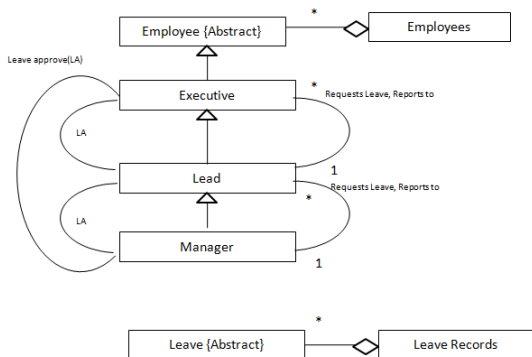 *
Employee {Abstract}
Employees
Leave approve(LA)
Executive
*
Requests Leave, Reports to
LA
1
Lead
Requests Leave, Reports to
*
LA
Manager
1
*
Leave {Abstract}
Leave Records